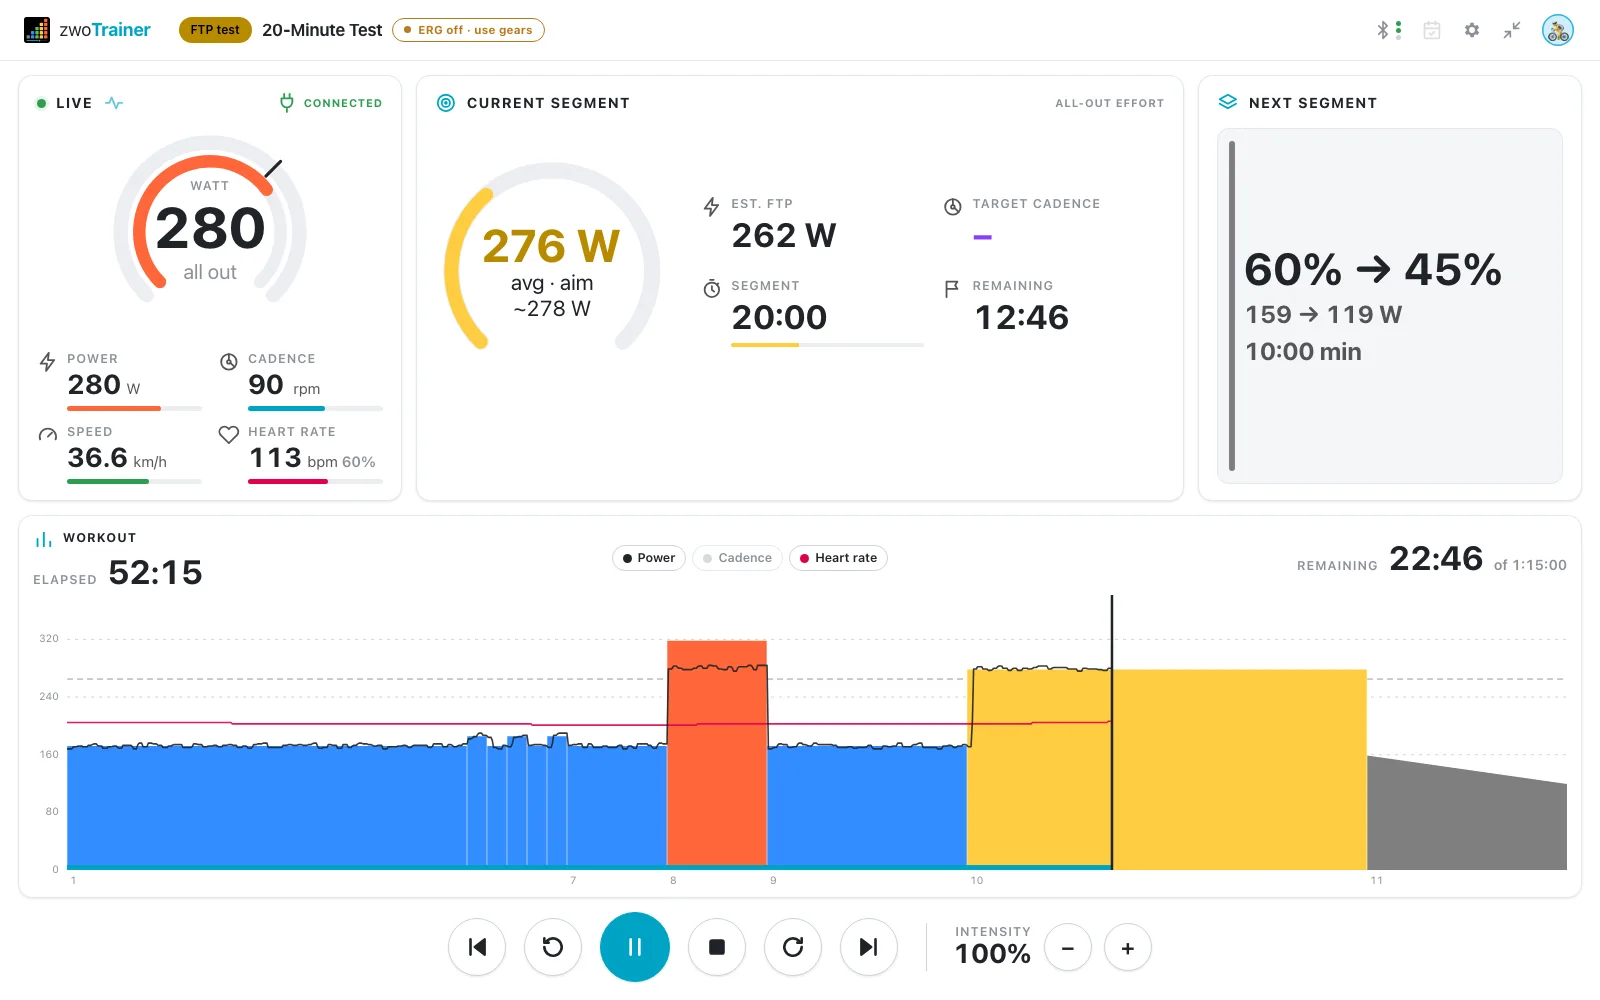 zwoTrainer
FTP test
20-Minute Test
ERG off · use gears
LIVE
CONNECTED
WATT
280
all out
POWER
280 W
CADENCE
90 rpm
SPEED
36.6 km/h
HEART RATE
113 bpm 60%
CURRENT SEGMENT
ALL-OUT EFFORT
276 W
avg · aim
~278 W
EST. FTP
262 W
TARGET CADENCE
–
SEGMENT
20:00
REMAINING
12:46
NEXT SEGMENT
60% → 45%
159 → 119 W
10:00 min
WORKOUT
ELAPSED 52:15
Power
Cadence
Heart rate
REMAINING 22:46 of 1:15:00
320
240
160
80
0
1 7 8 9 10 11
INTENSITY
100%